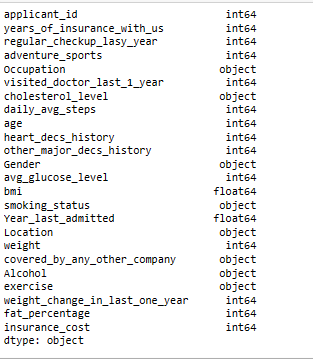 applicant_id int64
years_of_insurance_with_us int64
regular_checkup_lasy_year int64
adventure_sports int64
Occupation object
visited_doctor_last_1_year int64
cholesterol_level object
daily_avg_steps int64
age int64
heart_decs_history int64
other_major_decs_history int64
Gender object
avg_glucose_level int64
bmi float64
smoking_status object
Year_last_admitted float64
Location object
weight int64
covered_by_any_other_company object
Alcohol object
exercise object
weight_change_in_last_one_year int64
fat_percentage int64
insurance_cost int64
dtype: object